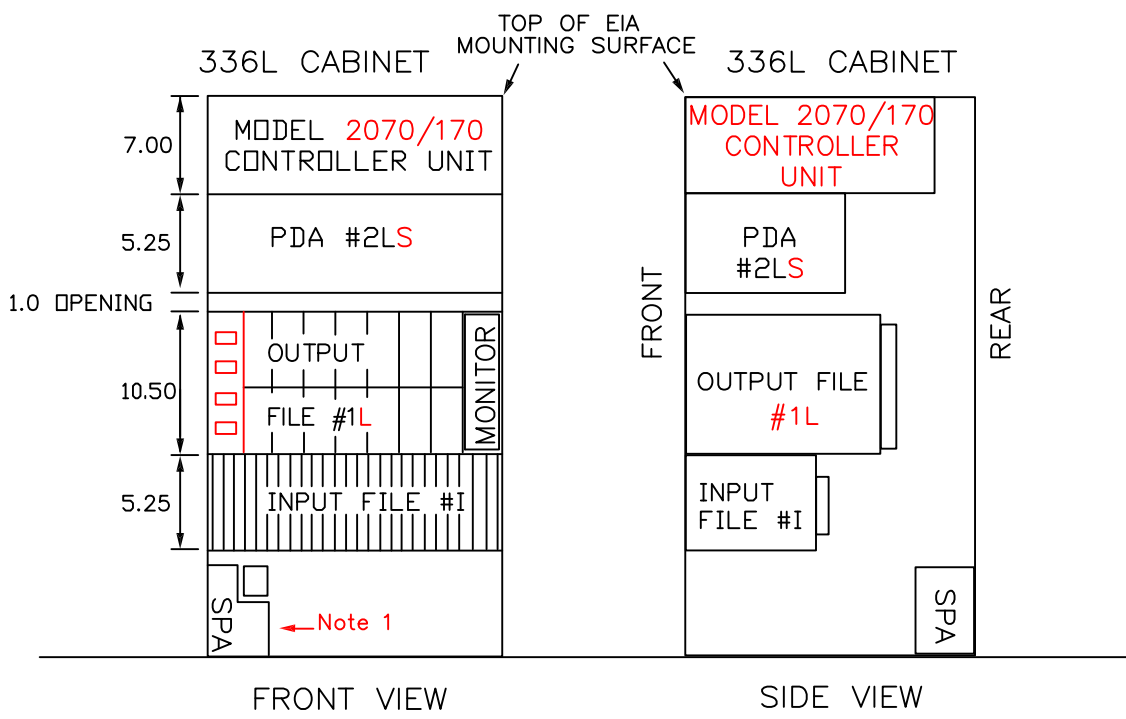 TOP OF EIA
MOUNTING SURFACE
336L CABINET
336L CABINET
7.00
MODEL 2070/170
CONTROLLER UNIT
MODEL 2070/170
CONTROLLER
UNIT
5.25
PDA #2LS
PDA
#2LS
1.0 OPENING
FRONT
REAR
10.50
OUTPUT
FILE #1L
MONITOR
OUTPUT FILE
#1L
5.25
INPUT FILE #I
INPUT
FILE #I
SPA
Note 1
SPA
FRONT VIEW
SIDE VIEW